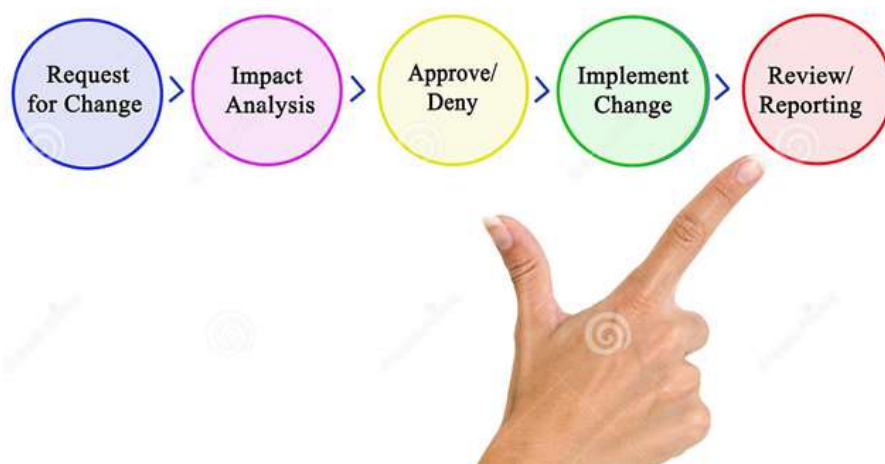 Request
for Change
Impact
Analysis
Approve/
Deny
Implement
Change
Review/
Reporting